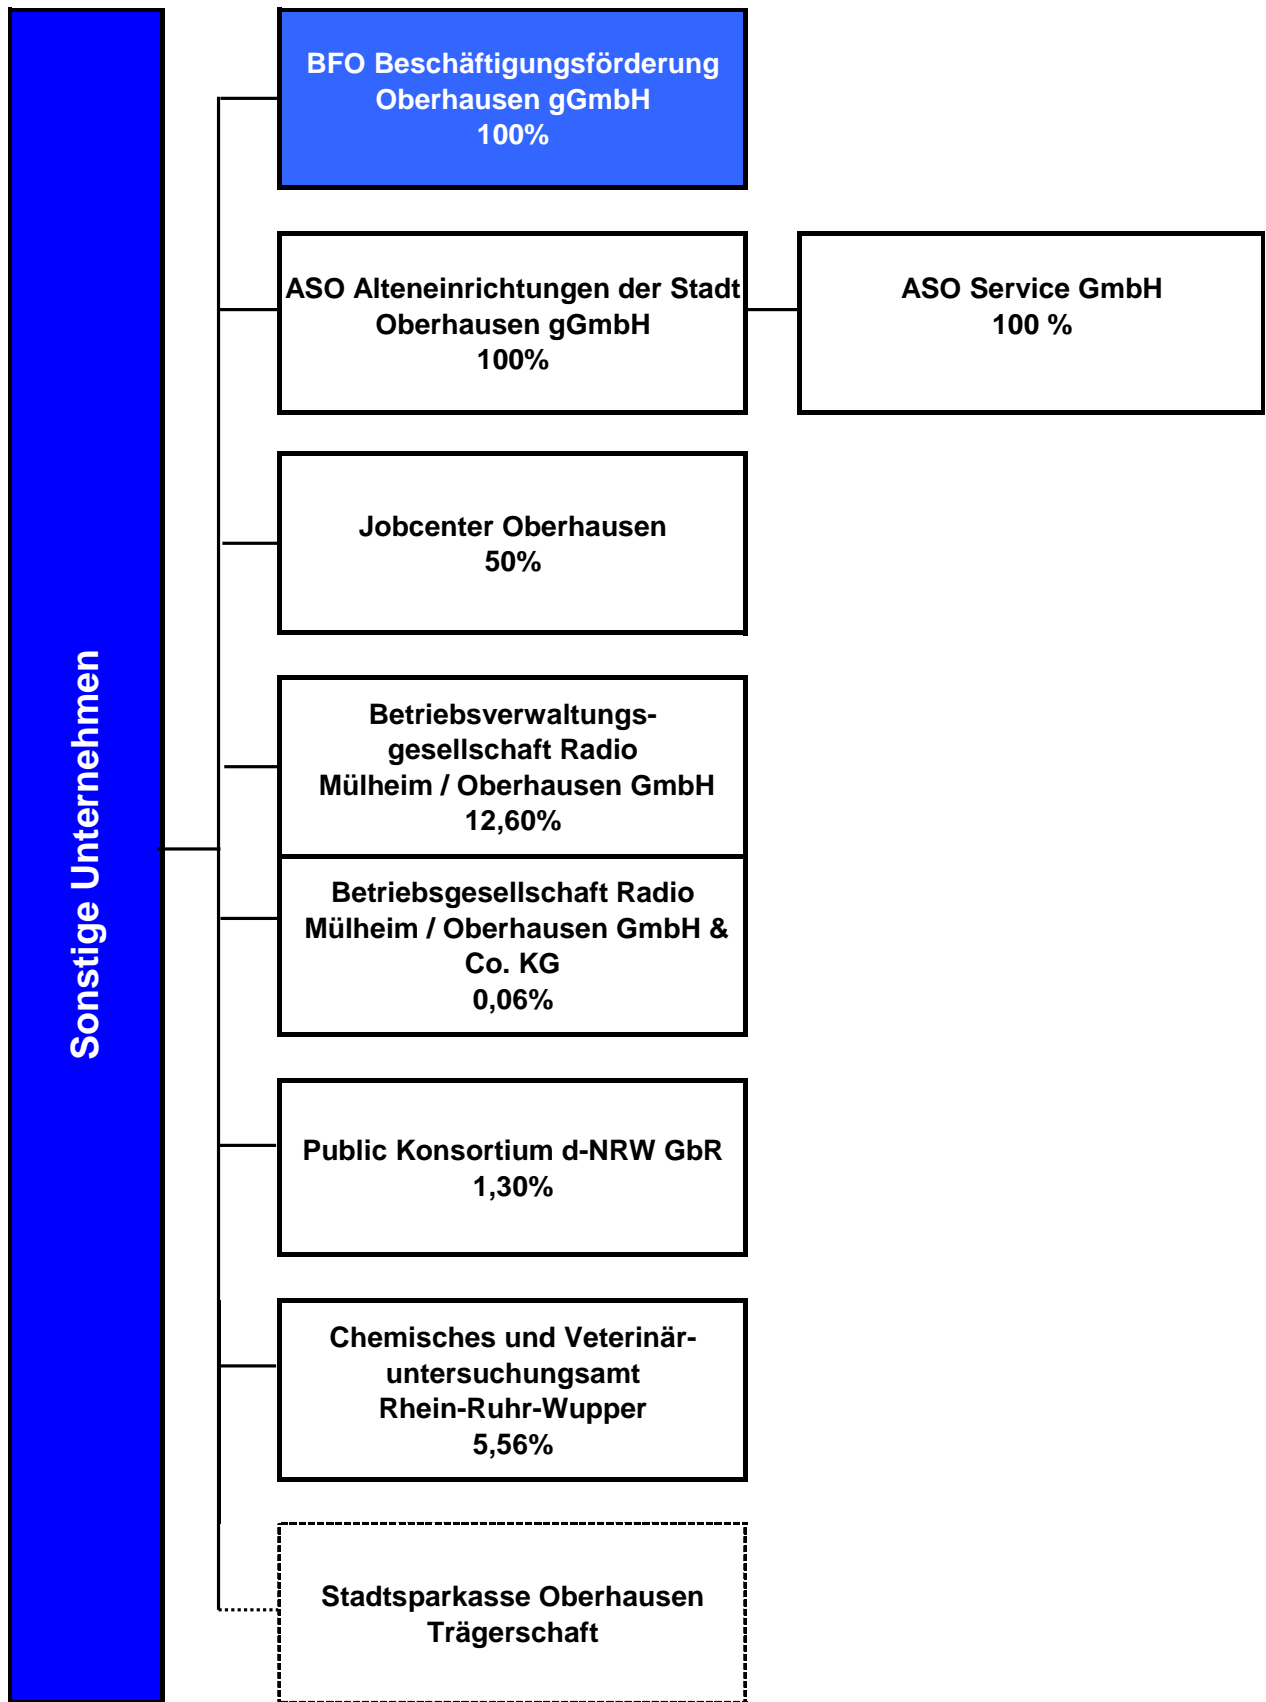 Sonstige Unternehmen
BFO Beschäftigungsförderung
Oberhausen gGmbH
100%
ASO Alteneinrichtungen der Stadt
Oberhausen gGmbH
100%
ASO Service GmbH
100 %
Jobcenter Oberhausen
50%
Betriebsverwaltungs-
gesellschaft Radio
Mülheim / Oberhausen GmbH
12,60%
Betriebsgesellschaft Radio
Mülheim / Oberhausen GmbH &
Co. KG
0,06%
Public Konsortium d-NRW GbR
1,30%
Chemisches und Veterinär-
untersuchungsamt
Rhein-Ruhr-Wupper
5,56%
Stadtsparkasse Oberhausen
Trägerschaft